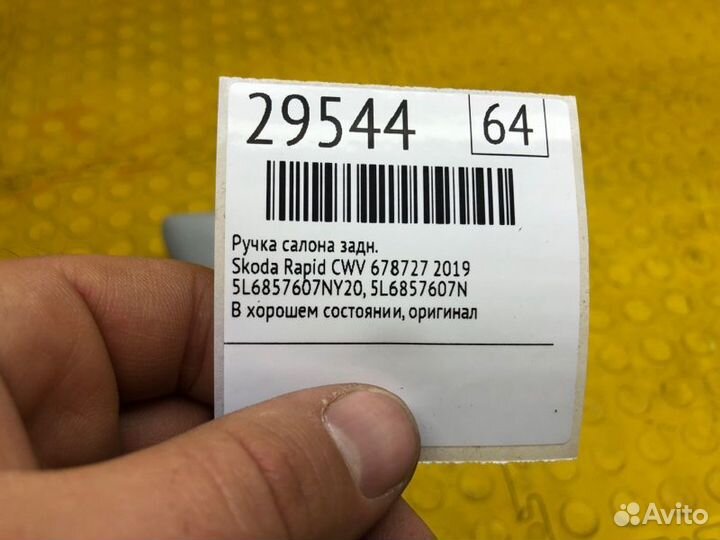 29544 64
Ручка салона задн.
Skoda Rapid CWV 678727 2019
5L6857607NY20, 5L6857607N
В хорошем состоянии, оригинал
Avito